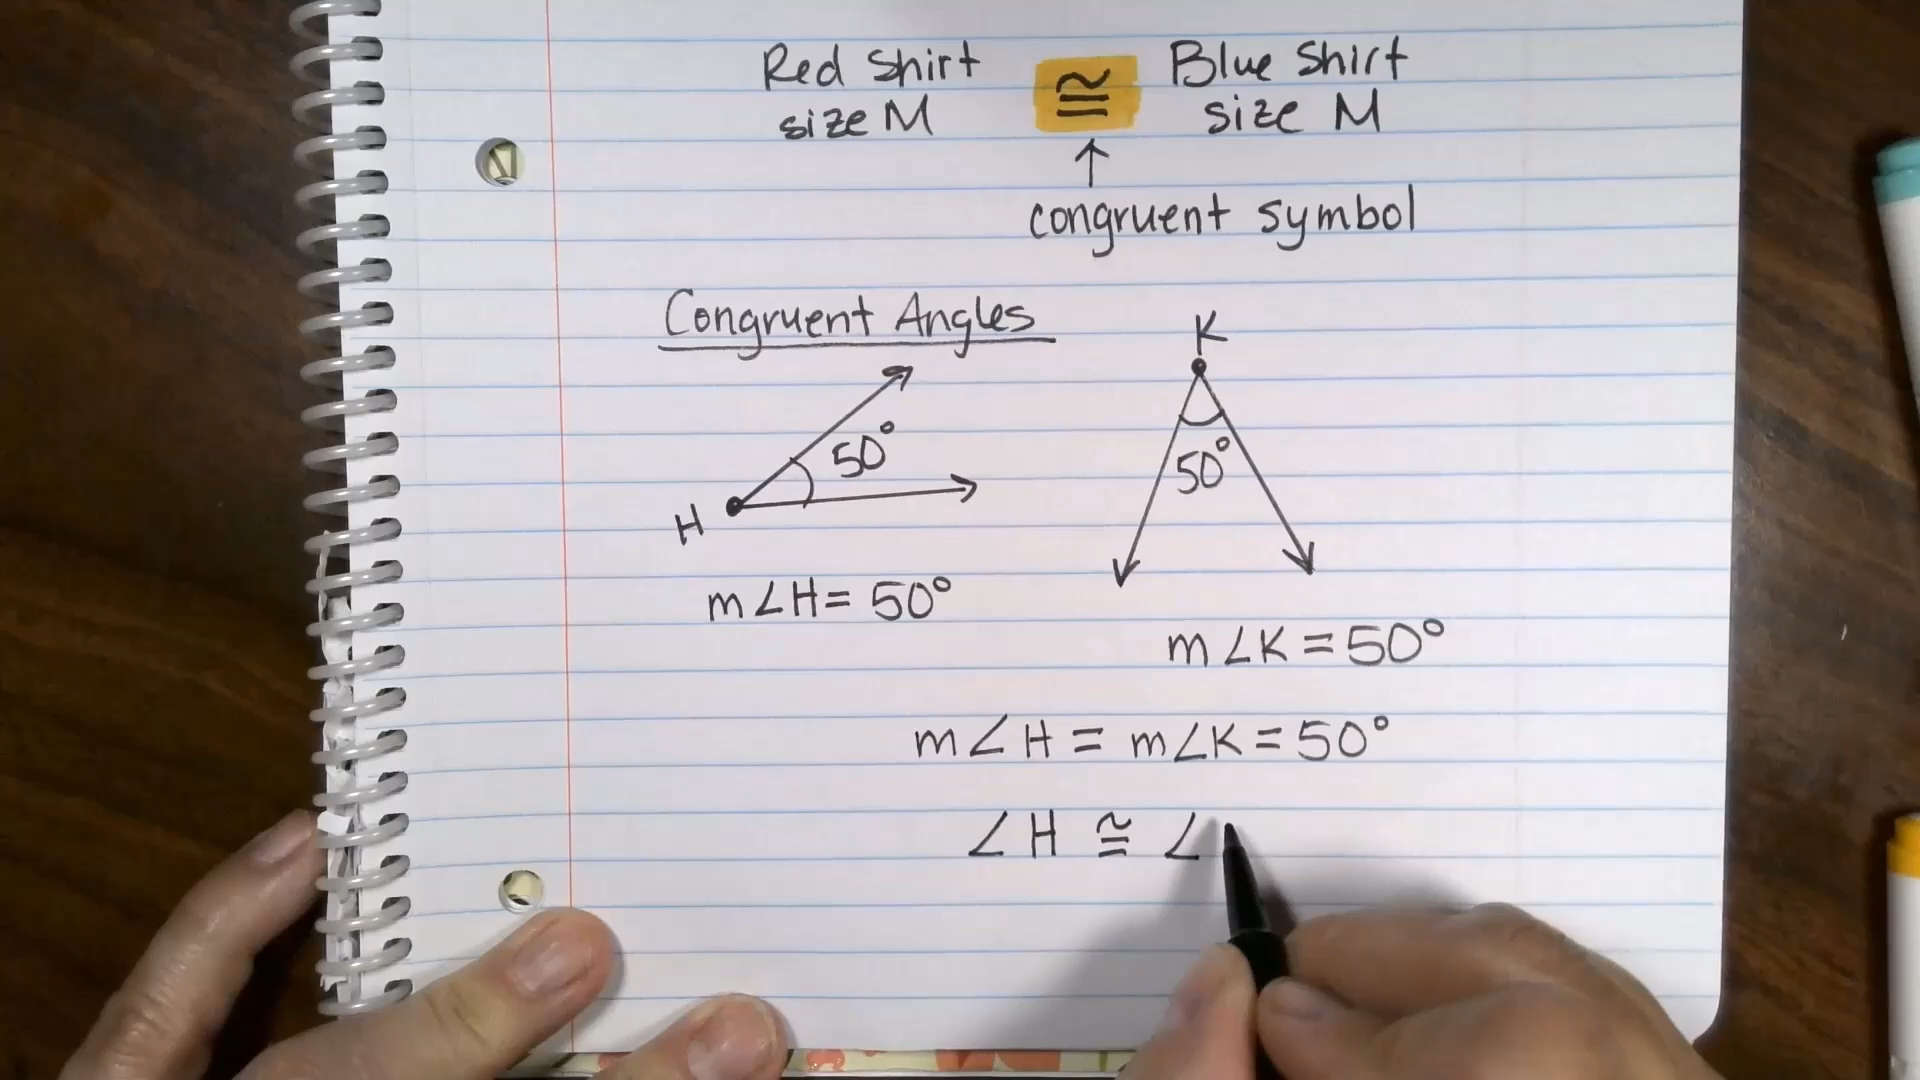 Red Shirt ≅ Blue Shirt
size M size M
↑
congruent symbol
Congruent Angles
K
50°
50°
H
m∠H = 50°
m∠K = 50°
m∠H = m∠K = 50°
∠H ≅ ∠